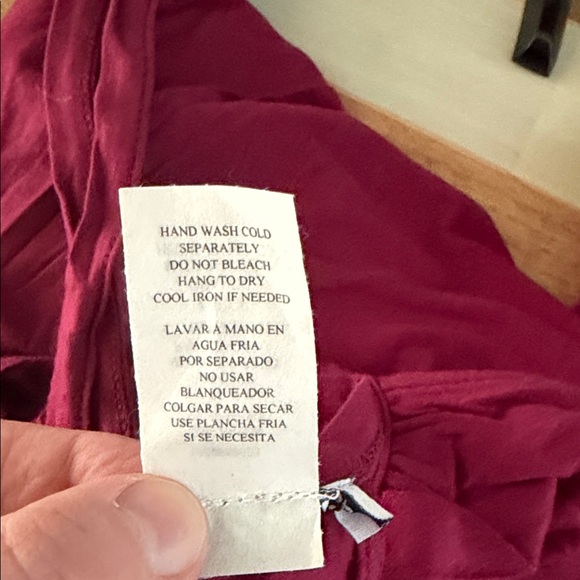 HAND WASH COLD
SEPARATELY
DO NOT BLEACH
HANG TO DRY
COOL IRON IF NEEDED
LAVAR A MANO EN
AGUA FRIA
POR SEPARADO
NO USAR
BLANQUEADOR
COLGAR PARA SECAR
USE PLANCHA FRIA
SI SE NECESITA